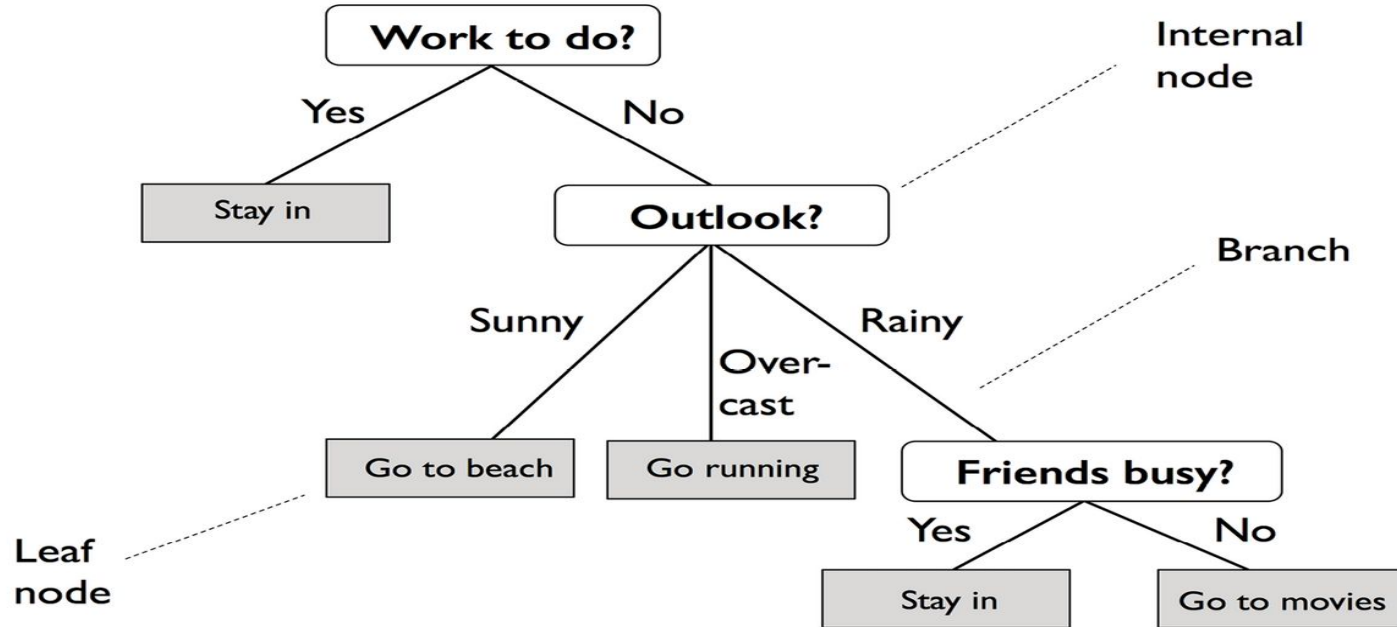 Work to do?
Internal
node
Yes
No
Stay in
Outlook?
Branch
Sunny
Rainy
Over-
cast
Go to beach
Go running
Friends busy?
Yes
No
Leaf
node
Stay in
Go to movies